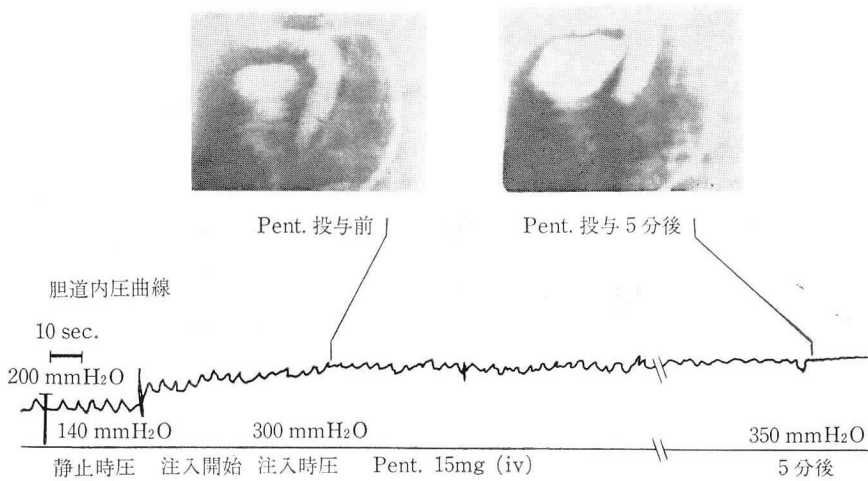 Pent. 投与前
Pent. 投与 5 分後
胆道内圧曲線
10 sec.
200 mmH₂O
140 mmH₂O
300 mmH₂O
350 mmH₂O
静止時圧 注入開始 注入時圧 Pent. 15mg (iv) 5 分後